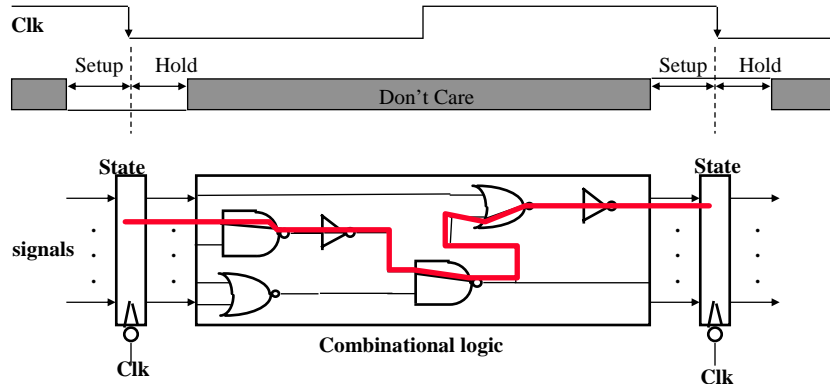 Clk
Setup Hold Setup Hold
Don't Care
State State
signals
Combinational logic
Clk Clk